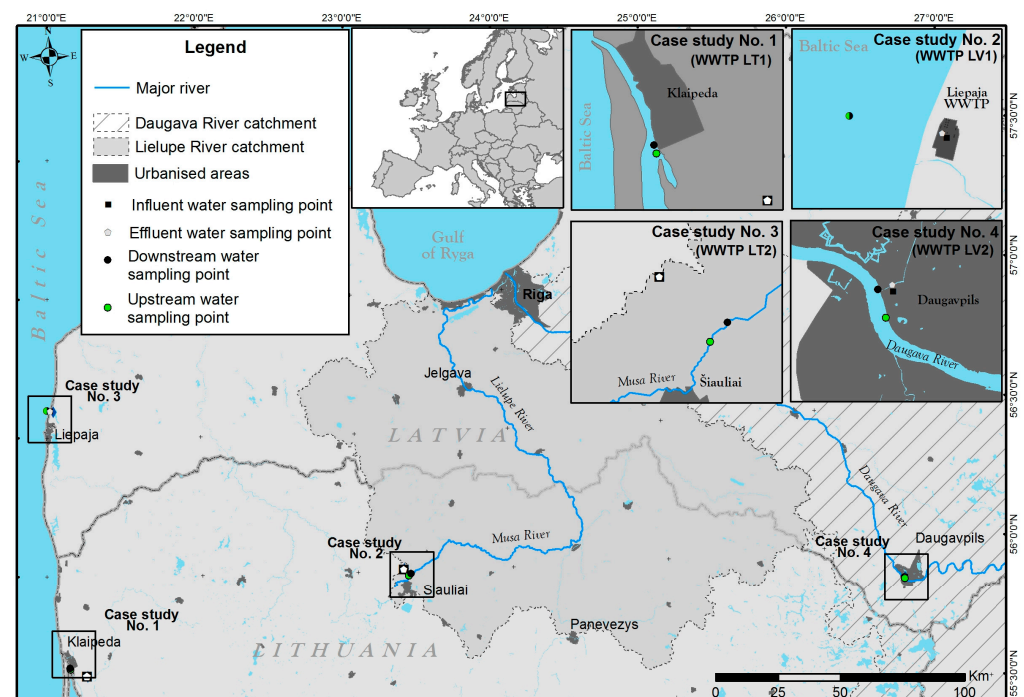 21°0'0"E 22°0'0"E 23°0'0"E 24°0'0"E 25°0'0"E 26°0'0"E 27°0'0"E
N
W E
S
Legend
Major river
Daugava River catchment
Lielupe River catchment
Urbanised areas
Influent water sampling point
Effluent water sampling point
Downstream water
sampling point
Upstream water
sampling point
Case study No. 1
(WWTP LT1)
Klaipeda
Baltic Sea
Case study No. 2
(WWTP LV1)
Baltic Sea
Liepaja
WWTP
Case study No. 3
(WWTP LT2)
Musa River
Šiauliai
Case study No. 4
(WWTP LV2)
Daugavpils
Daugava River
57°30'0"N
57°0'0"N
56°30'0"N
56°0'0"N
55°30'0"N
Baltic Sea
Gulf
of Ryga
Riga
Jelgava
Lielupe River
LATVIA
Case study
No. 3
Liepaja
Case study
No. 2
Siauliai
Musa River
Daugava River
Case study
No. 4
Daugavpils
Case study
No. 1
Klaipeda
LITHUANIA
Panevezys
Km
0 25 50 100